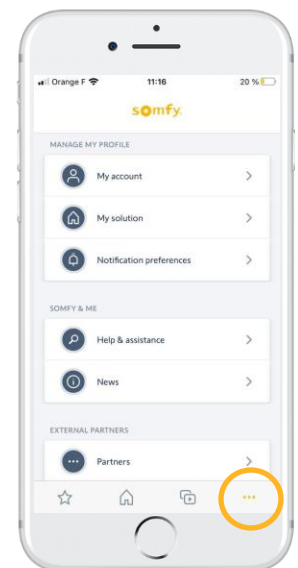 Orange F 11:16 20 %
somfy.
MANAGE MY PROFILE
My account
My solution
Notification preferences
SOMFY & ME
Help & assistance
News
EXTERNAL PARTNERS
Partners